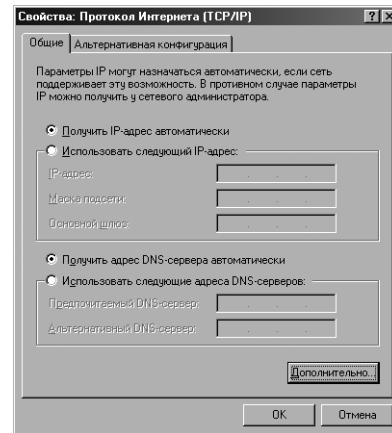 Свойства: Протокол Интернета (TCP/IP)
Общие
Альтернативная конфигурация
Параметры IP могут назначаться автоматически, если сеть
поддерживает эту возможность. В противном случае параметры
IP можно получить у сетевого администратора.
Получить IP-адрес автоматически
Использовать следующий IP-адрес:
IP-адрес:
Маска подсети:
Основной шлюз:
Получить адрес DNS-сервера автоматически
Использовать следующие адреса DNS-серверов:
Предпочитаемый DNS-сервер:
Альтернативный DNS-сервер:
Дополнительно...
OK
Отмена